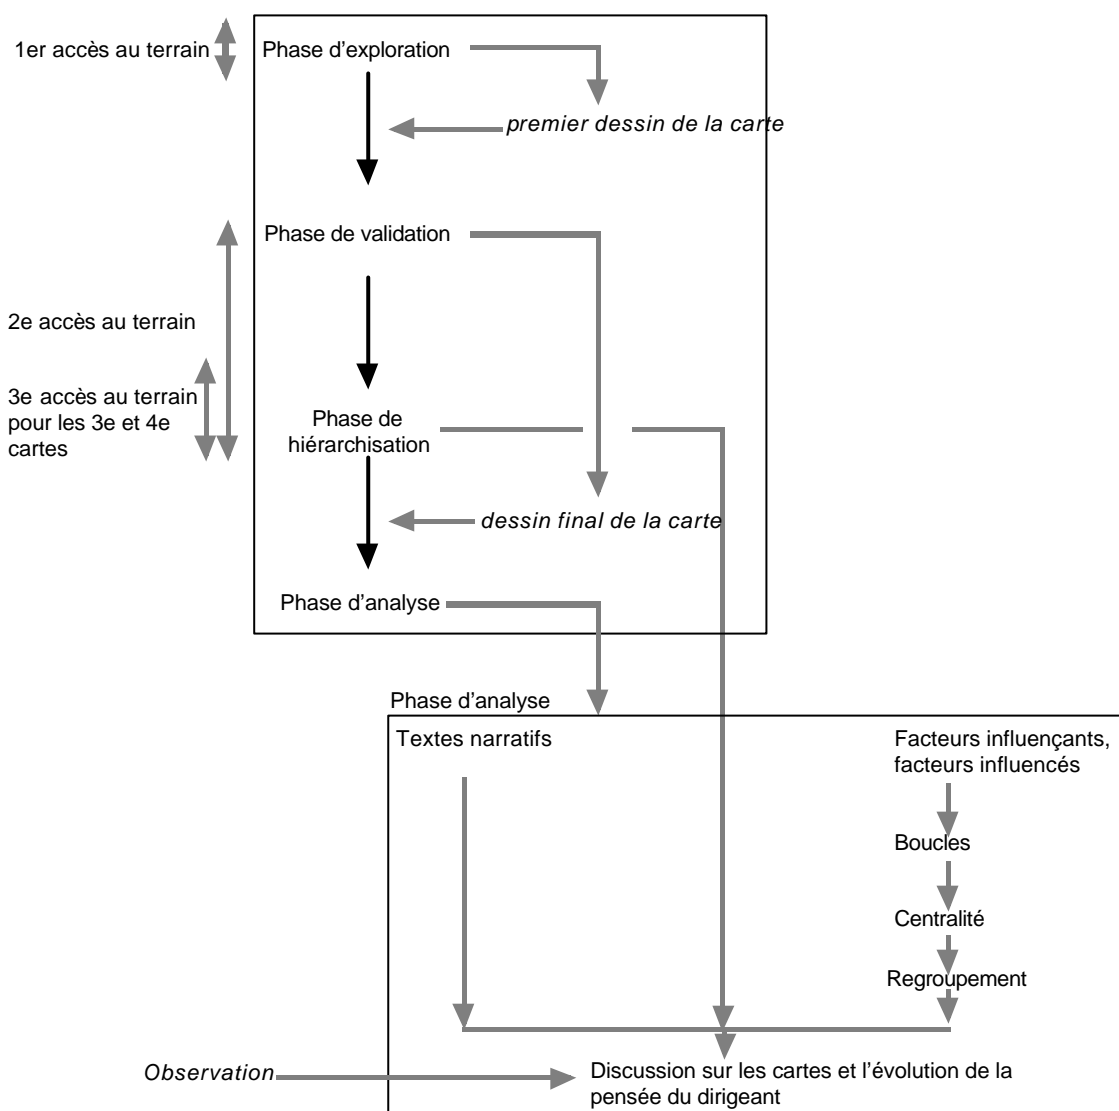 1er accès au terrain
Phase d'exploration
premier dessin de la carte
Phase de validation
2e accès au terrain
3e accès au terrain
pour les 3e et 4e
cartes
Phase de
hiérarchisation
dessin final de la carte
Phase d'analyse
Phase d'analyse
Textes narratifs
Facteurs influençants,
facteurs influencés
Boucles
Centralité
Regroupement
Observation
Discussion sur les cartes et l'évolution de la
pensée du dirigeant